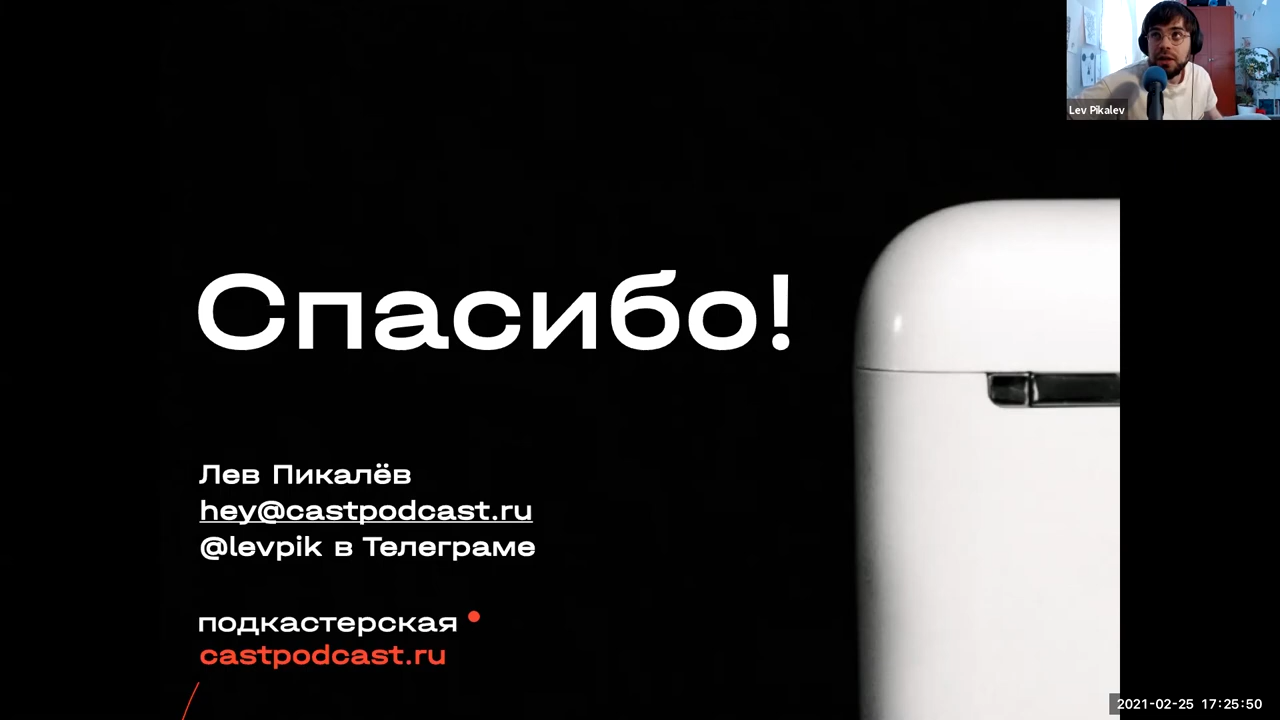 Lev Pikalev
Спасибо!
Лев Пикалёв
hey@castpodcast.ru
@levpik в Телеграме
подкастерская
castpodcast.ru
2021-02-25 17:25:50